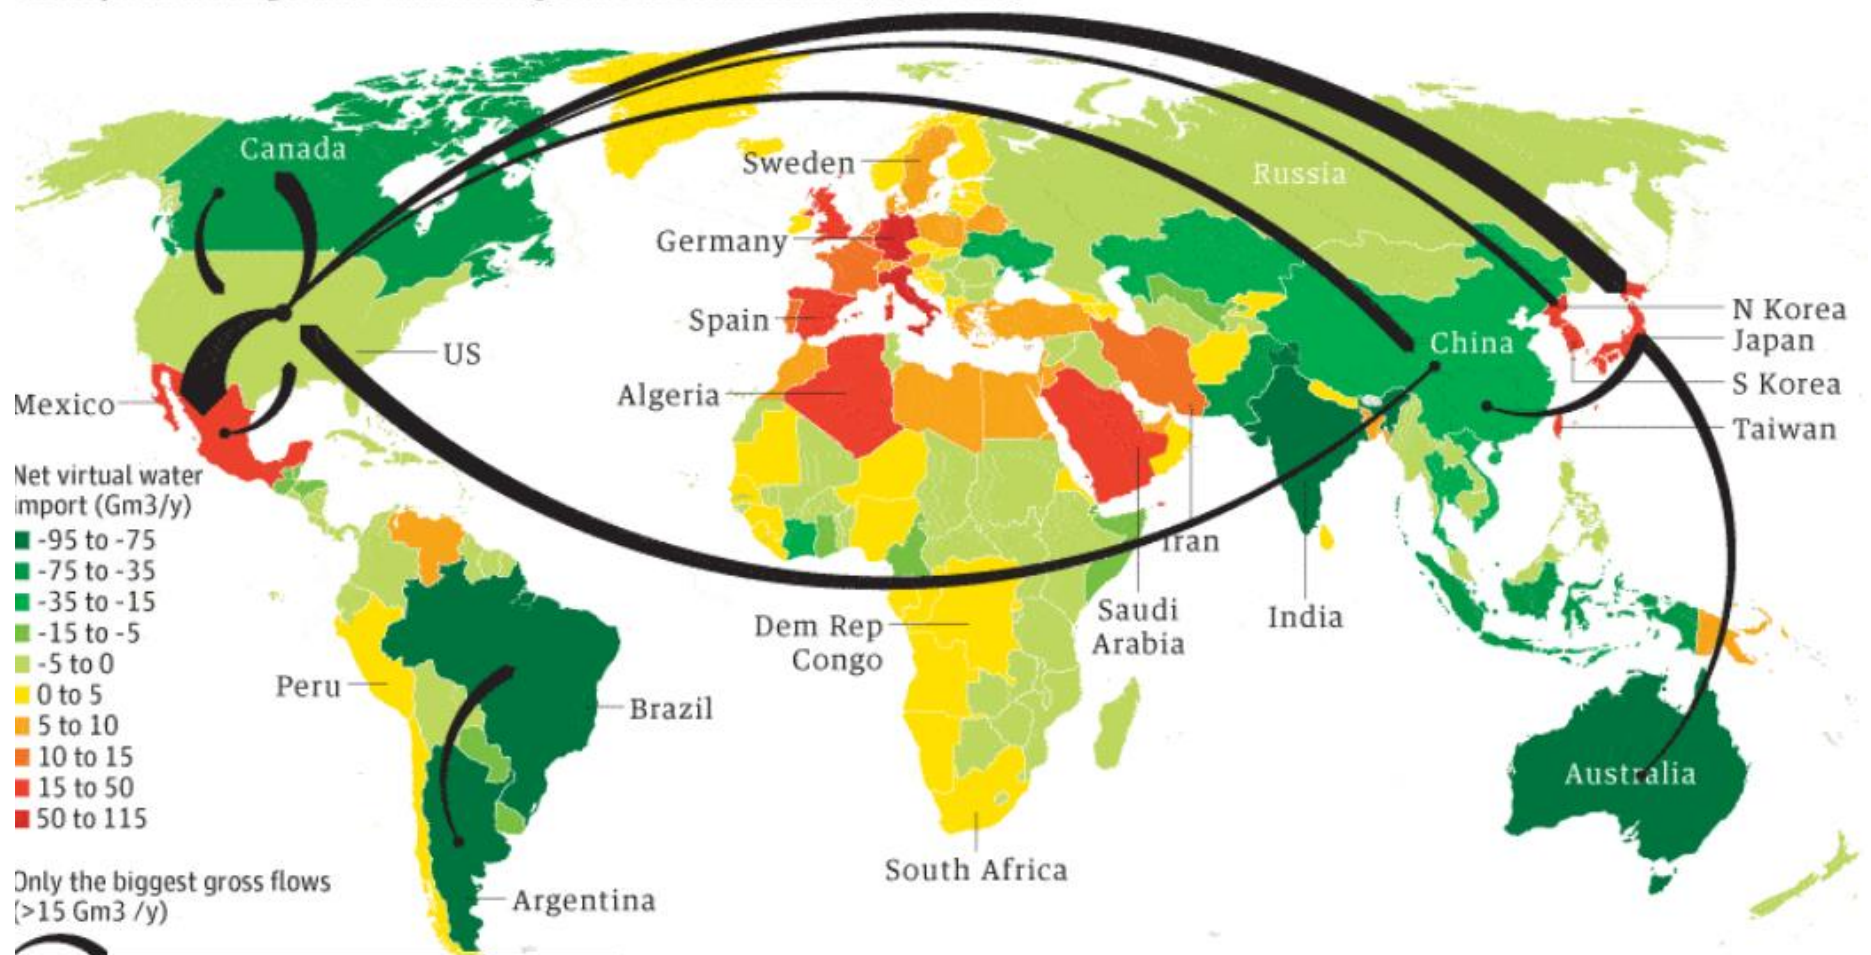 Canada
Sweden
Russia
Germany
Spain
US
Mexico
Algeria
China
N Korea
Japan
S Korea
Taiwan
Net virtual water
import (Gm3/y)
-95 to -75
-75 to -35
-35 to -15
-15 to -5
-5 to 0
0 to 5
5 to 10
10 to 15
15 to 50
50 to 115
Iran
Saudi
Arabia
India
Dem Rep
Congo
Peru
Brazil
Australia
South Africa
Argentina
Only the biggest gross flows
(>15 Gm3 /y)